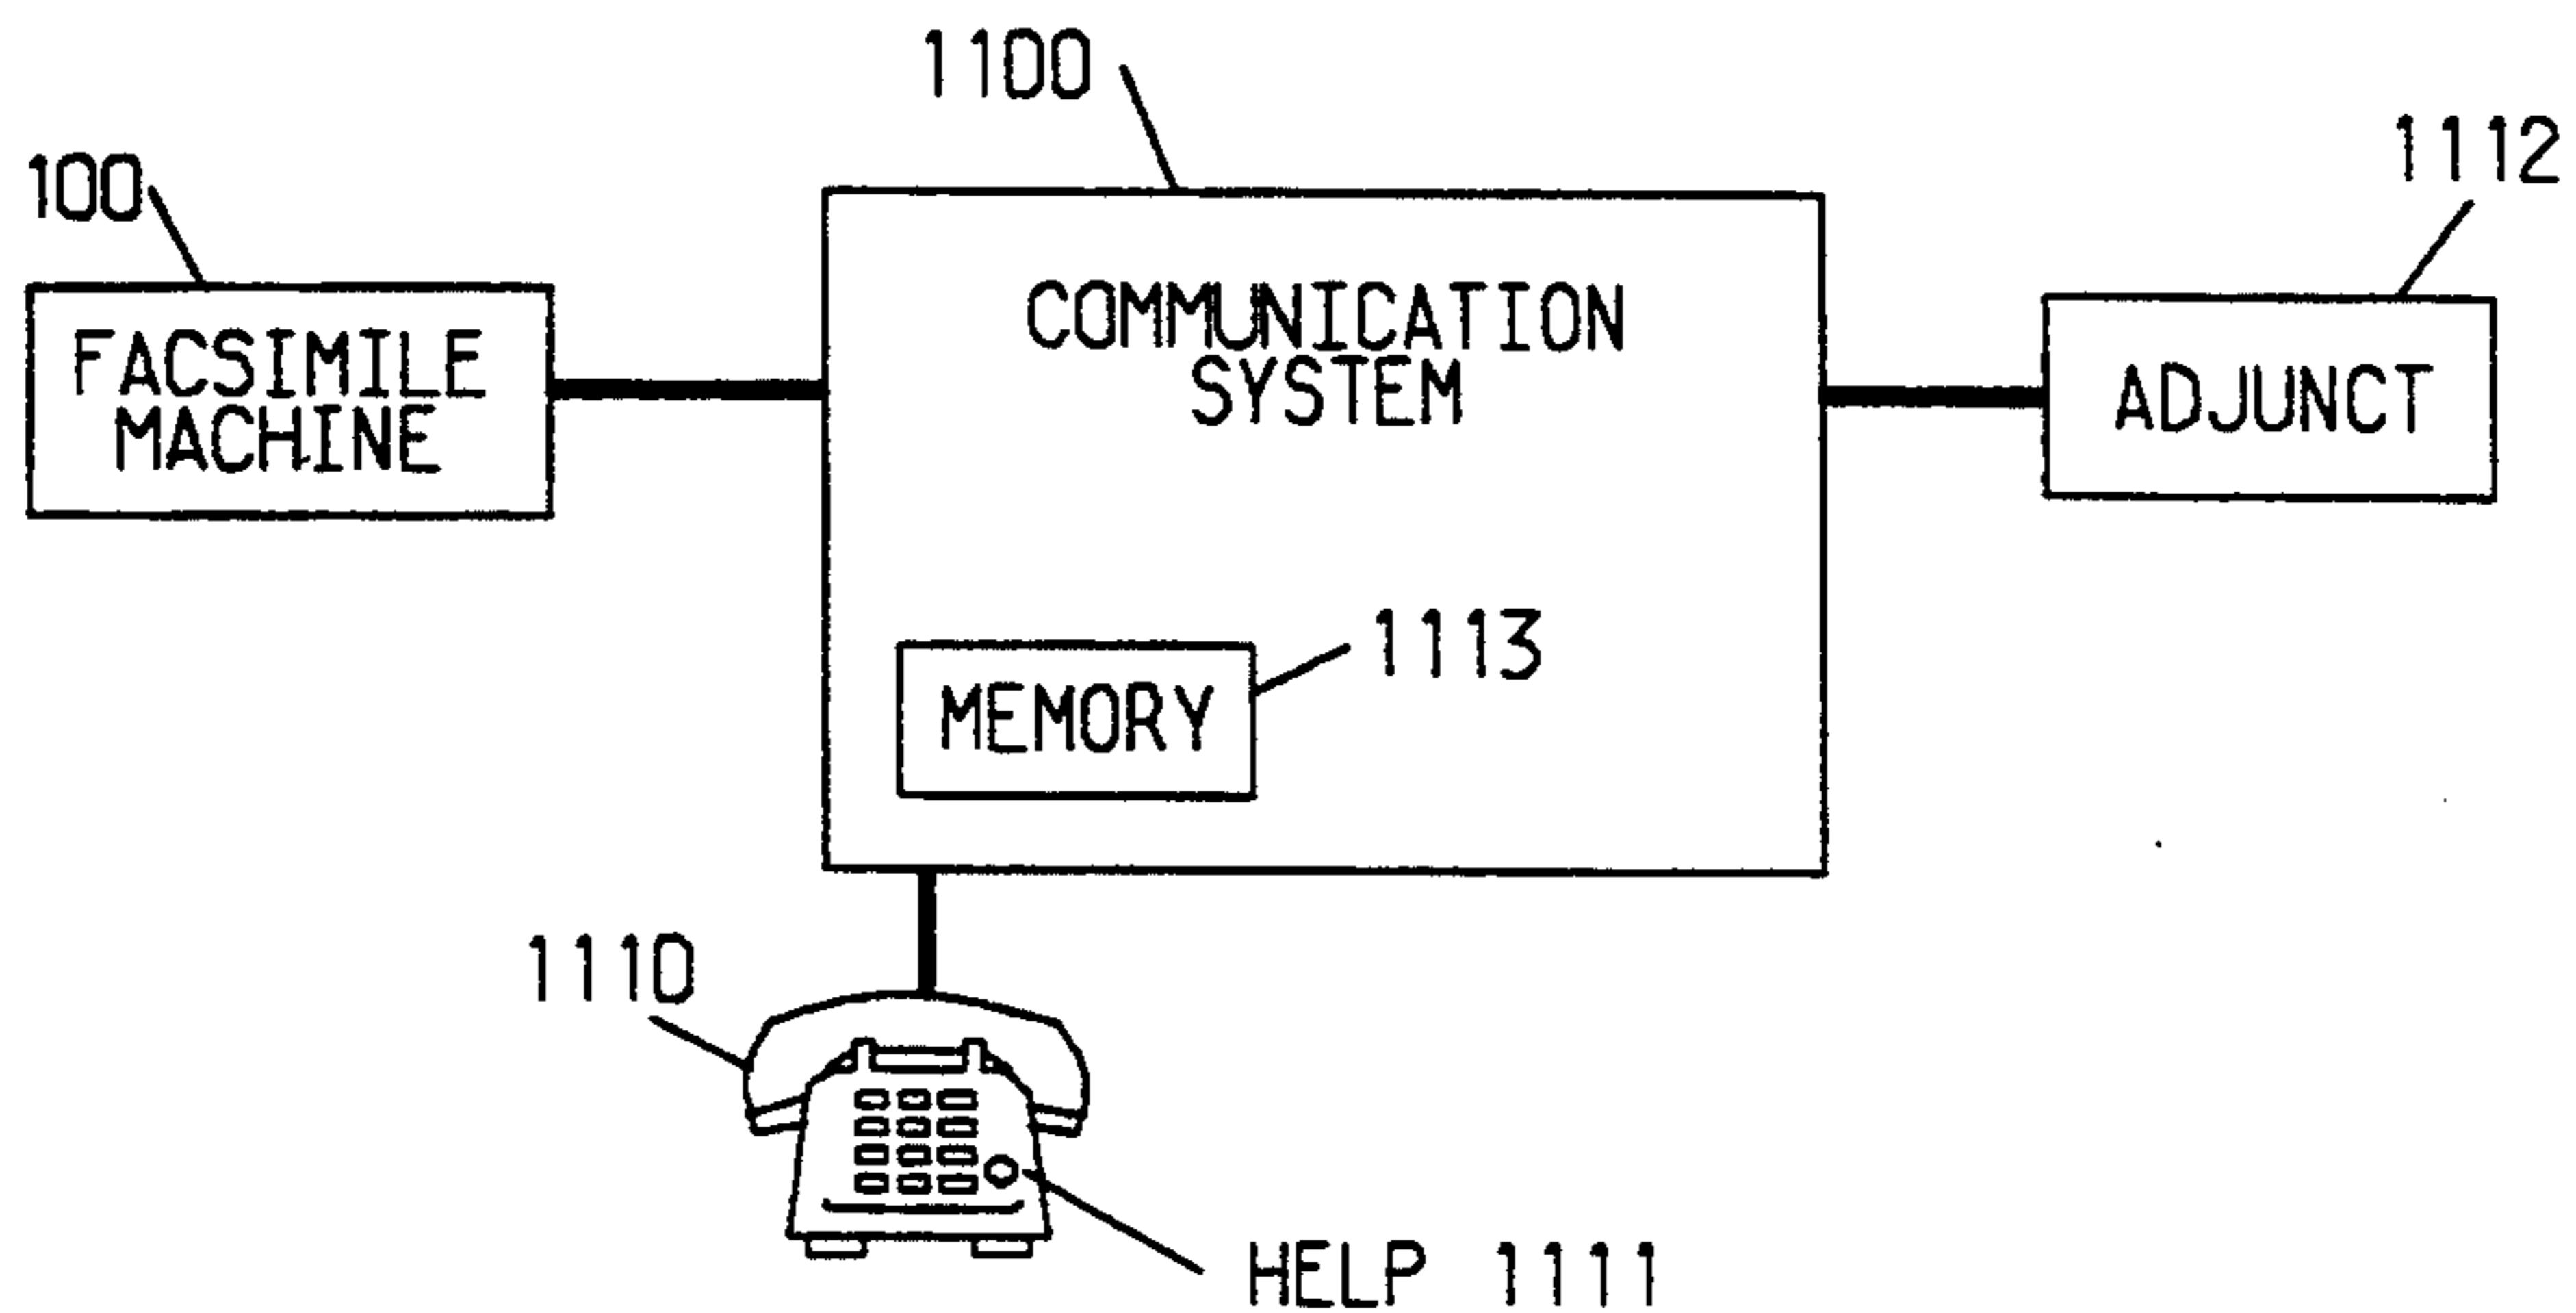 1100
1112
100
FACSIMILE
MACHINE
COMMUNICATION
SYSTEM
ADJUNCT
1113
MEMORY
1110
HELP 1111